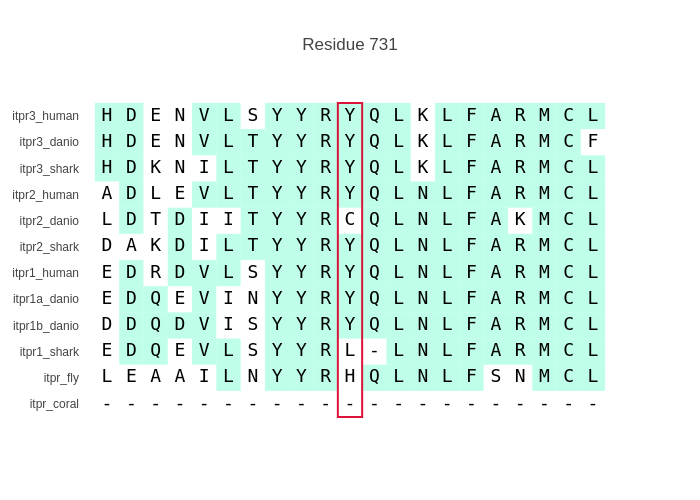 Residue 731
itpr3_human H D E N V L S Y Y R Y Q L K L F A R M C L
itpr3_danio H D E N V L T Y Y R Y Q L K L F A R M C F
itpr3_shark H D K N I L T Y Y R Y Q L K L F A R M C L
itpr2_human A D L E V L T Y Y R Y Q L N L F A R M C L
itpr2_danio L D T D I I T Y Y R C Q L N L F A K M C L
itpr2_shark D A K D I L T Y Y R Y Q L N L F A R M C L
itpr1_human E D R D V L S Y Y R Y Q L N L F A R M C L
itpr1a_danio E D Q E V I N Y Y R Y Q L N L F A R M C L
itpr1b_danio D D Q D V I S Y Y R Y Q L N L F A R M C L
itpr1_shark E D Q E V L S Y Y R L - L N L F A R M C L
itpr_fly L E A A I L N Y Y R H Q L N L F S N M C L
itpr_coral - - - - - - - - - - - - - - - - - - - - -